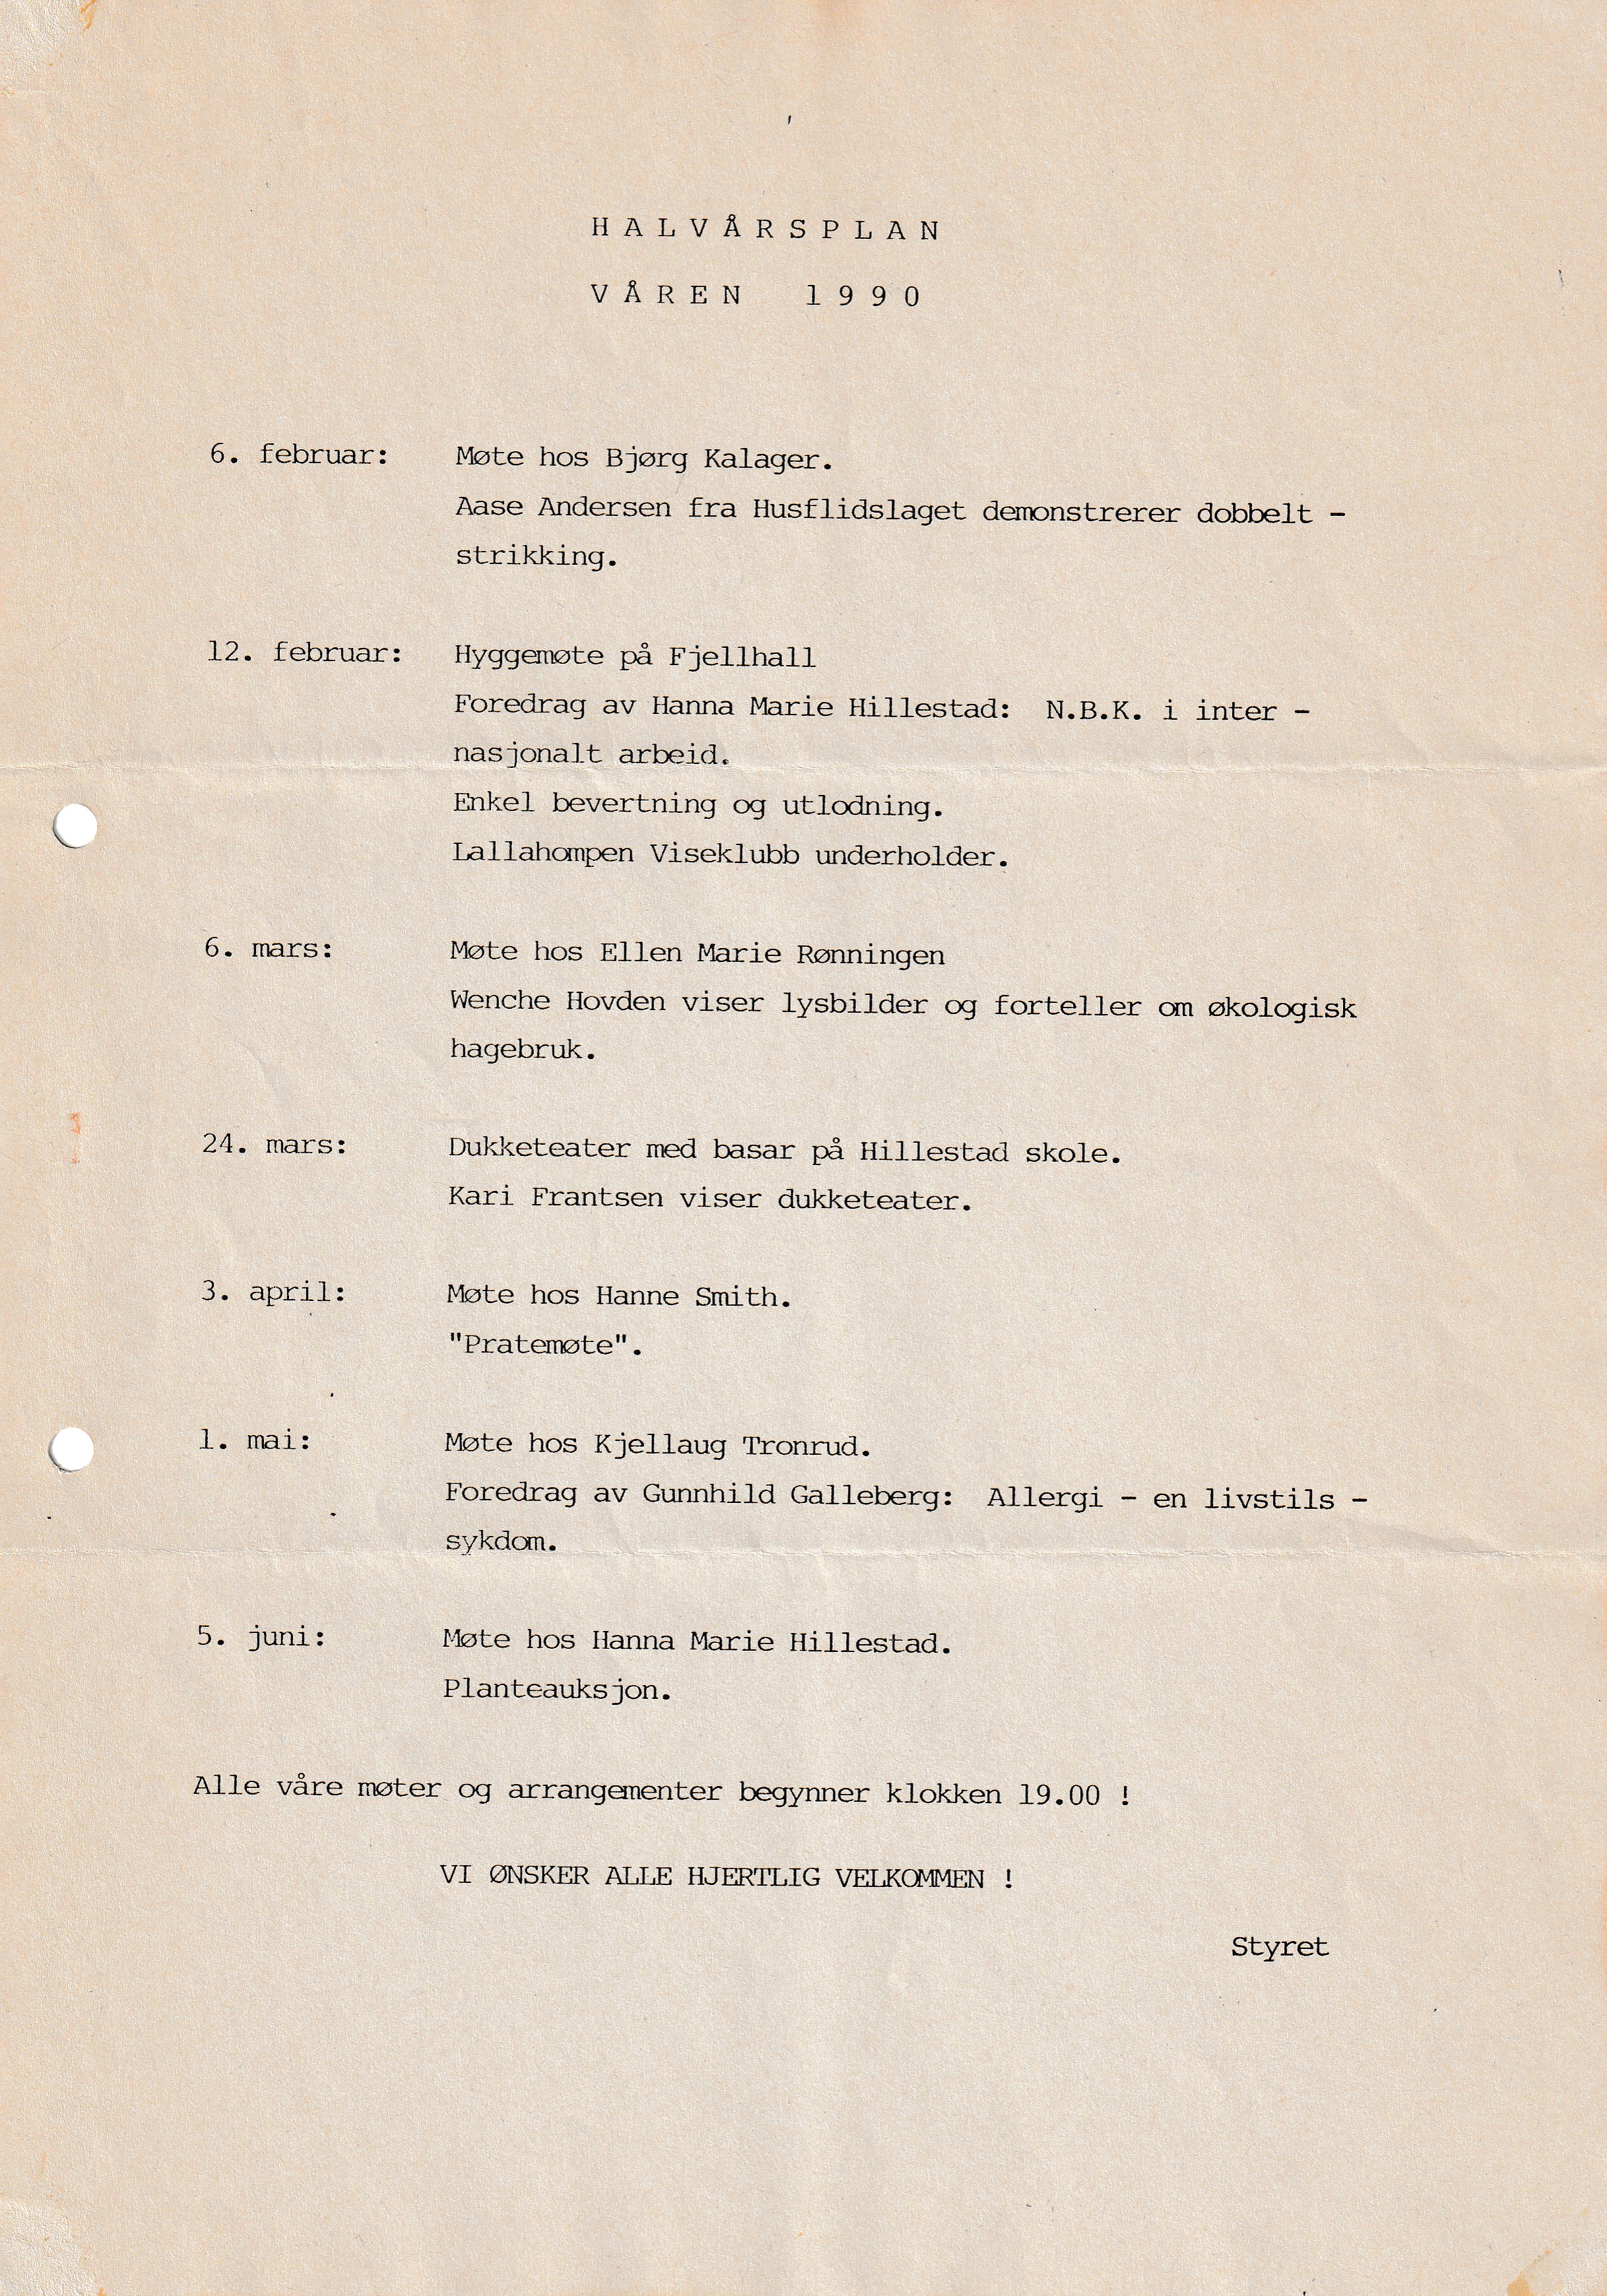 HALVÅRSPLAN
VÅREN 1990
6. februar: Møte hos Bjørg Kalager.
Aase Andersen fra Husflidslaget demonstrerer dobbelt -
strikking.
12. februar: Hyggemøte på Fjellhall
Foredrag av Hanna Marie Hillestad: N.B.K. i inter -
nasjonalt arbeid.
Enkel bevertning og utlodning.
Lallahompen Viseklubb underholder.
6. mars: Møte hos Ellen Marie Rønningen
Wenche Hovden viser lysbilder og forteller om økologisk
hagebruk.
24. mars: Dukketeater med basar på Hillestad skole.
Kari Frantsen viser dukketeater.
3. april: Møte hos Hanne Smith.
"Pratemøte".
1. mai: Møte hos Kjellaug Tronrud.
Foredrag av Gunnhild Galleberg: Allergi - en livstils -
sykdom.
5. juni: Møte hos Hanna Marie Hillestad.
Planteauksjon.
Alle våre møter og arrangementer begynner klokken 19.00 !
VI ØNSKER ALLE HJERTLIG VELKOMMEN !
Styret